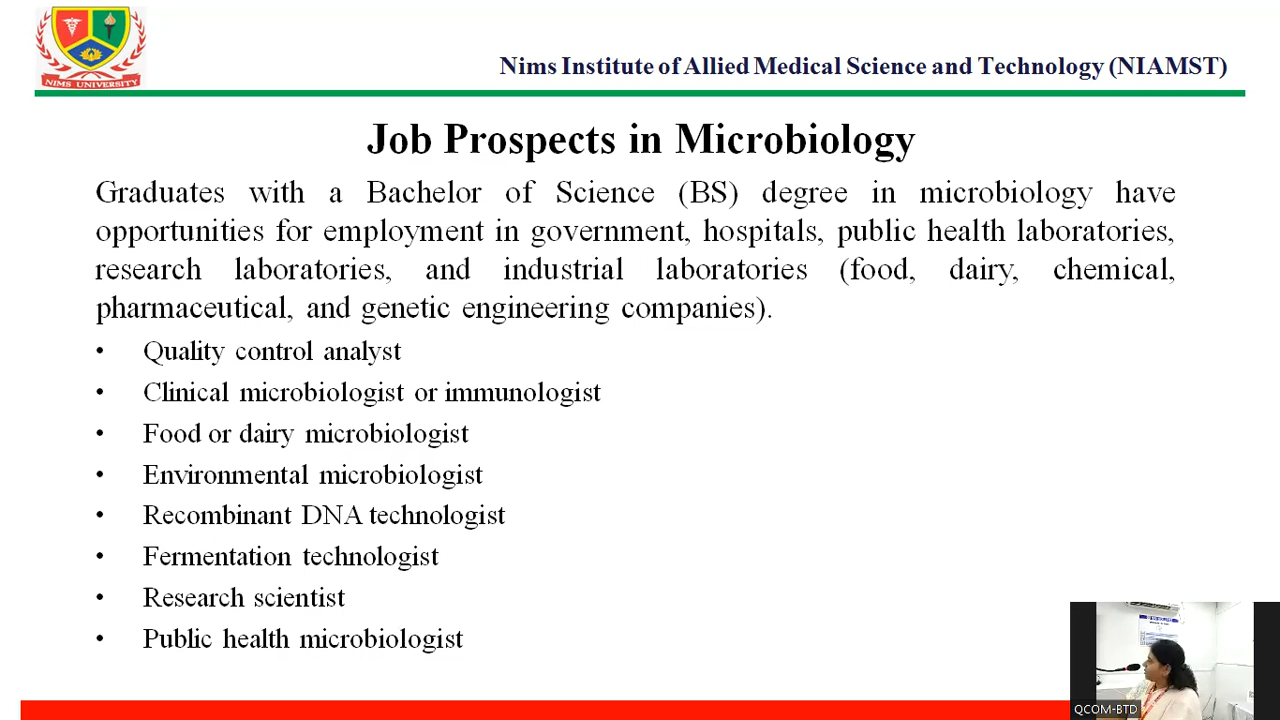 NIMS UNIVERSITY
Nims Institute of Allied Medical Science and Technology (NIAMST)
Job Prospects in Microbiology
Graduates with a Bachelor of Science (BS) degree in microbiology have
opportunities for employment in government, hospitals, public health laboratories,
research laboratories, and industrial laboratories (food, dairy, chemical,
pharmaceutical, and genetic engineering companies).
• Quality control analyst
• Clinical microbiologist or immunologist
• Food or dairy microbiologist
• Environmental microbiologist
• Recombinant DNA technologist
• Fermentation technologist
• Research scientist
• Public health microbiologist
QCOM-BTD